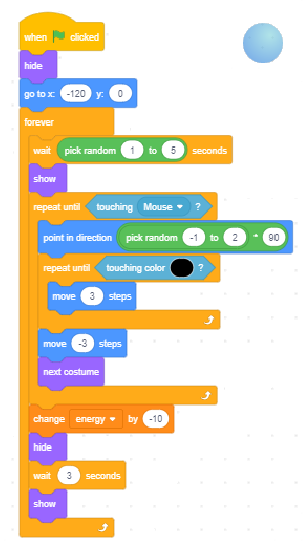 when clicked
hide
go to x: -120 y: 0
forever
wait pick random 1 to 5 seconds
show
repeat until touching Mouse ?
point in direction pick random -1 to 2 * 90
repeat until touching color ?
move 3 steps
move -3 steps
next costume
change energy by -10
hide
wait 3 seconds
show